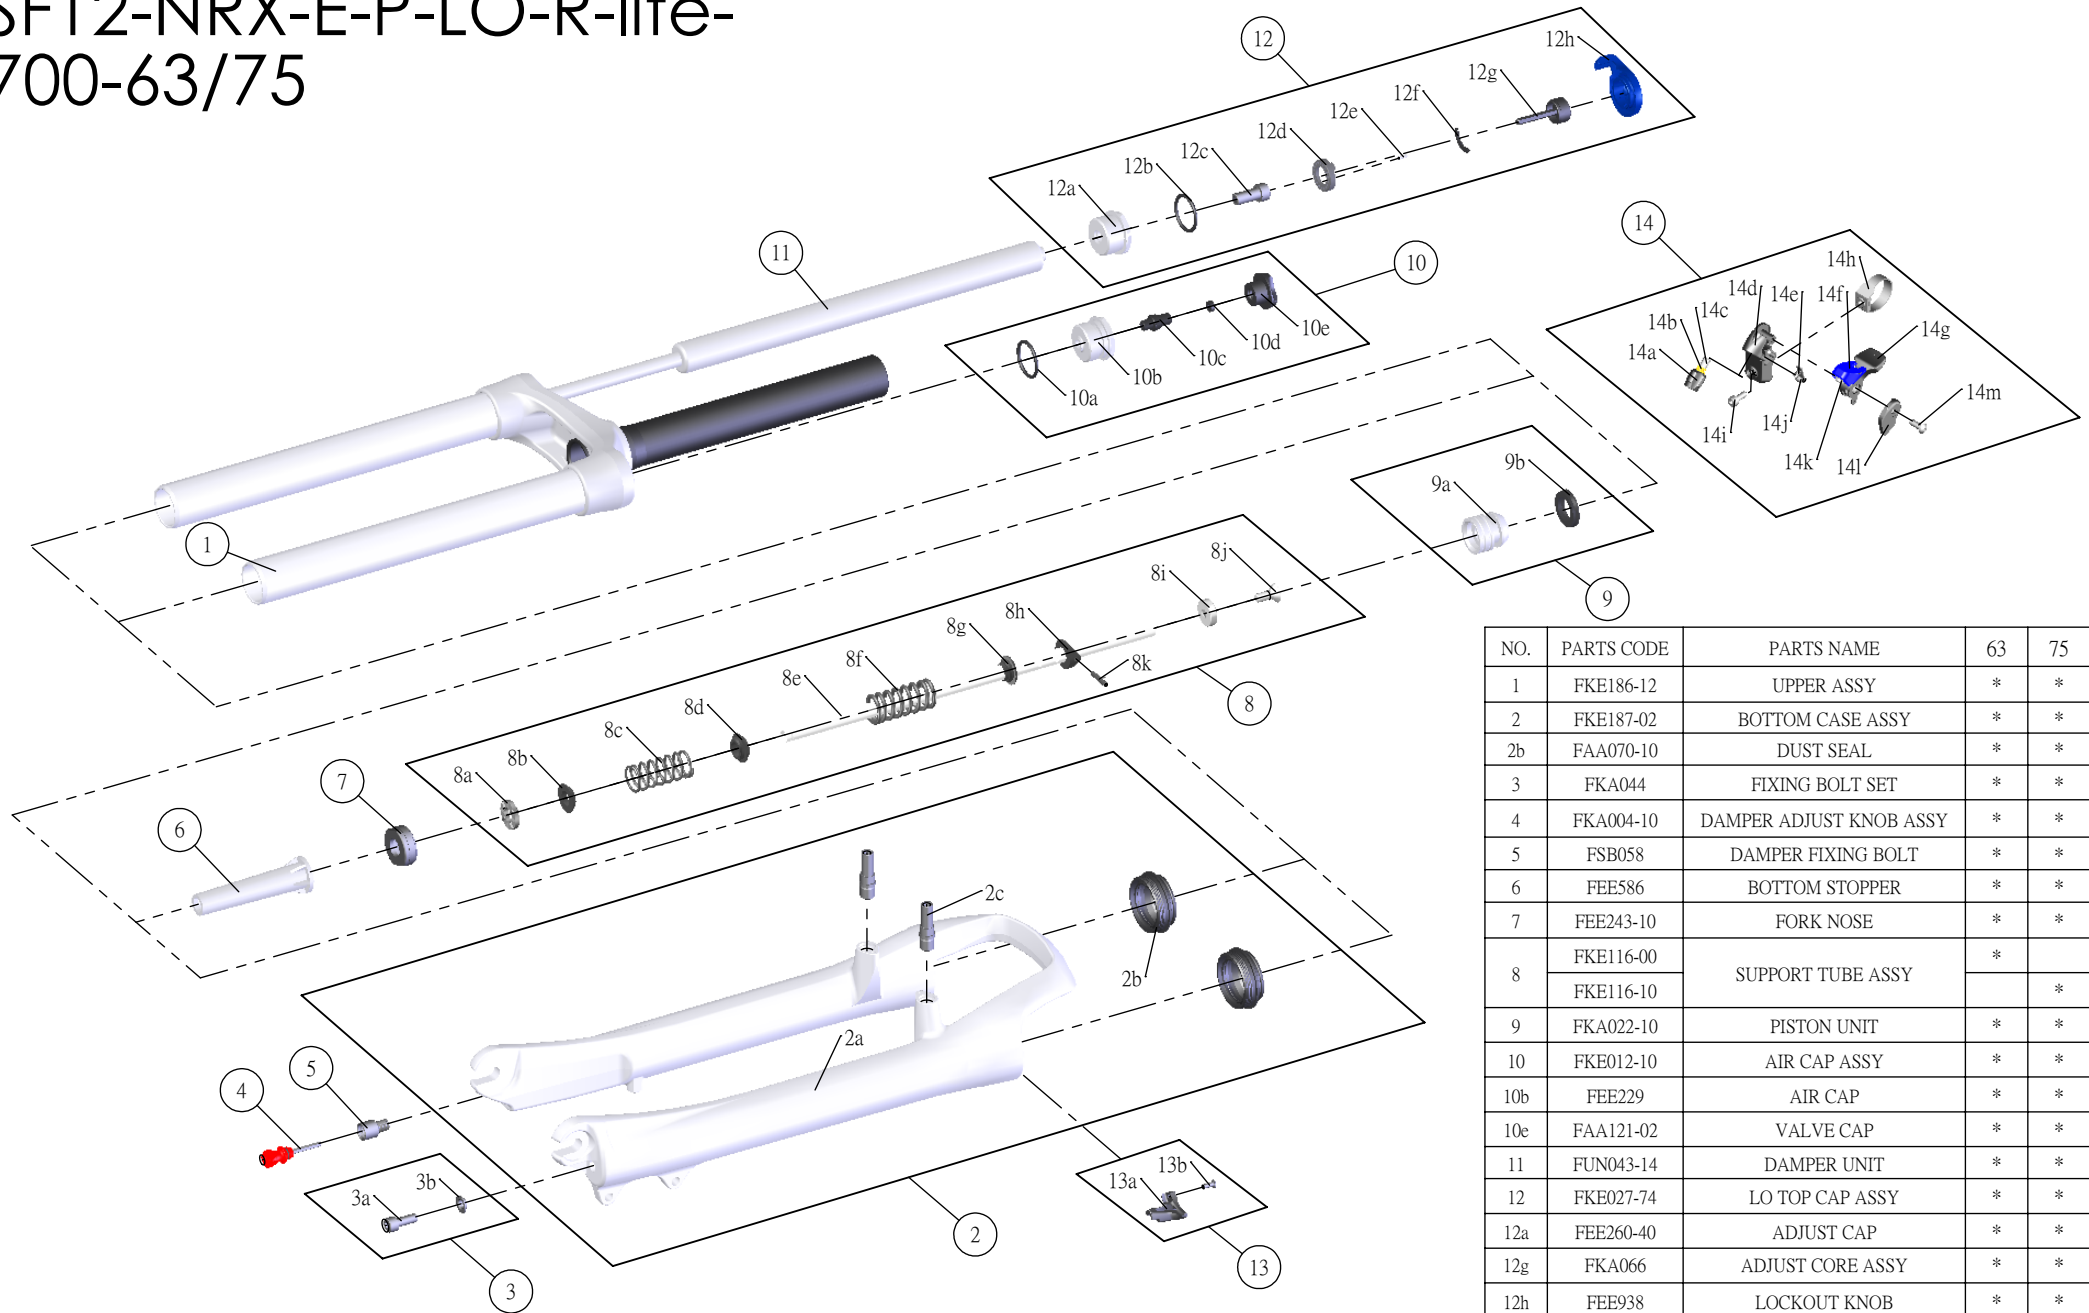 SF12-NRX-E-P-LO-R-lite-
700-63/75
12
12h
12g
12f
12e
12d
12c
12b
12a
11
10
10e
10d
10c
10b
10a
14
14h
14d
14e
14f
14c
14b
14a
14g
14m
14i
14j
14k
14l
1
9b
9a
9
8j
8i
8h
8g
8k
8f
8e
8d
8c
8b
8a
8
7
6
2c
2b
2a
5
4
3b
3a
3
2
13b
13a
13
NO. PARTS CODE PARTS NAME 63 75
1 FKE186-12 UPPER ASSY * *
2 FKE187-02 BOTTOM CASE ASSY * *
2b FAA070-10 DUST SEAL * *
3 FKA044 FIXING BOLT SET * *
4 FKA004-10 DAMPER ADJUST KNOB ASSY * *
5 FSB058 DAMPER FIXING BOLT * *
6 FEE586 BOTTOM STOPPER * *
7 FEE243-10 FORK NOSE * *
8 FKE116-00 SUPPORT TUBE ASSY *
FKE116-10 *
9 FKA022-10 PISTON UNIT * *
10 FKE012-10 AIR CAP ASSY * *
10b FEE229 AIR CAP * *
10e FAA121-02 VALVE CAP * *
11 FUN043-14 DAMPER UNIT * *
12 FKE027-74 LO TOP CAP ASSY * *
12a FEE260-40 ADJUST CAP * *
12g FKA066 ADJUST CORE ASSY * *
12h FEE938 LOCKOUT KNOB * *